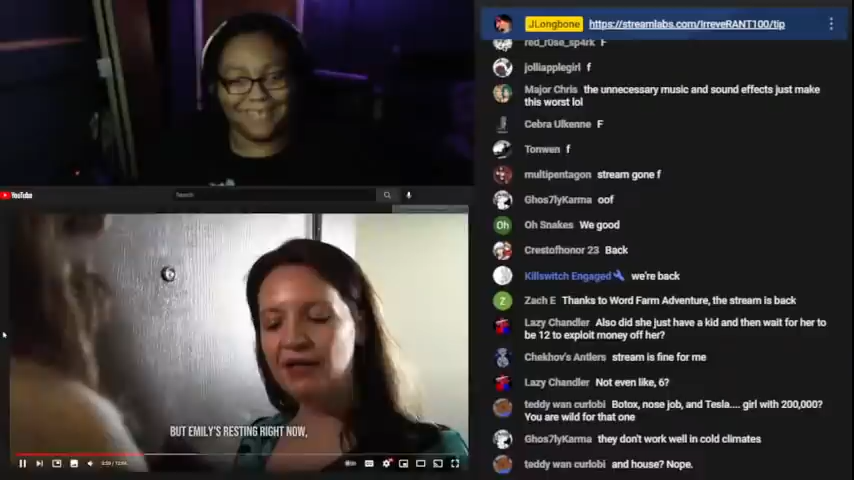 JLongbone https://streamlabs.com/irreveRANT100/tip
red_r0se_sp4rk F
jolliapplegirl f
Major Chris the unnecessary music and sound effects just make
this worst lol
Cebra Ulkenne F
Tonwen f
multipentagon stream gone f
Ghos7lyKarma oof
Oh Oh Snakes We good
Crestofhonor 23 Back
Killswitch Engaged we're back
Z Zach E Thanks to Word Farm Adventure, the stream is back
Lazy Chandler Also did she just have a kid and then wait for her to
be 12 to exploit money off her?
Chekhov's Antlers stream is fine for me
Lazy Chandler Not even like, 6?
teddy wan curlobi Botox, nose job, and Tesla.... girl with 200,000?
You are wild for that one
Ghos7lyKarma they don't work well in cold climates
teddy wan curlobi and house? Nope.
YouTube
Search
BUT EMILY'S RESTING RIGHT NOW,